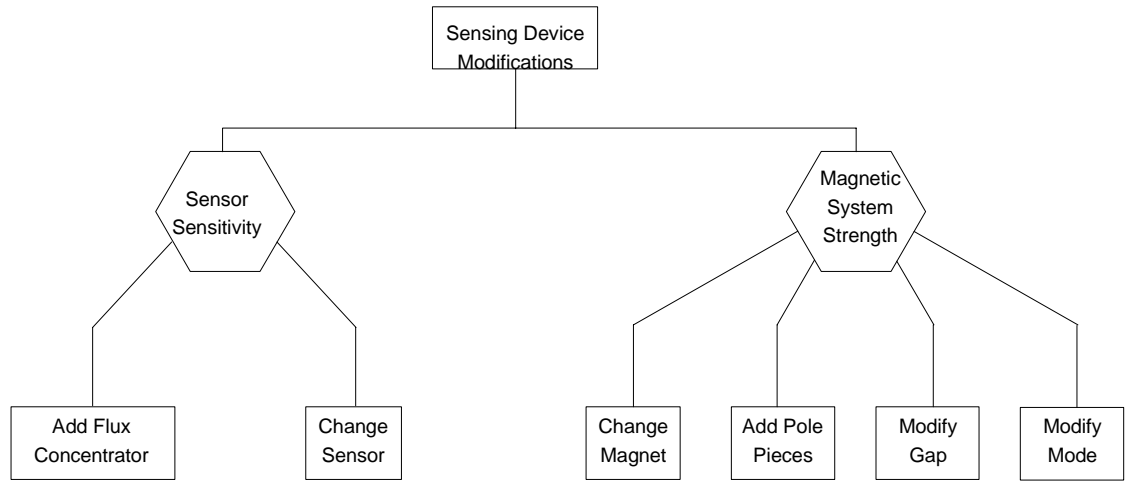 Sensing Device
Modifications
Sensor
Sensitivity
Magnetic
System
Strength
Add Flux
Concentrator
Change
Sensor
Change
Magnet
Add Pole
Pieces
Modify
Gap
Modify
Mode